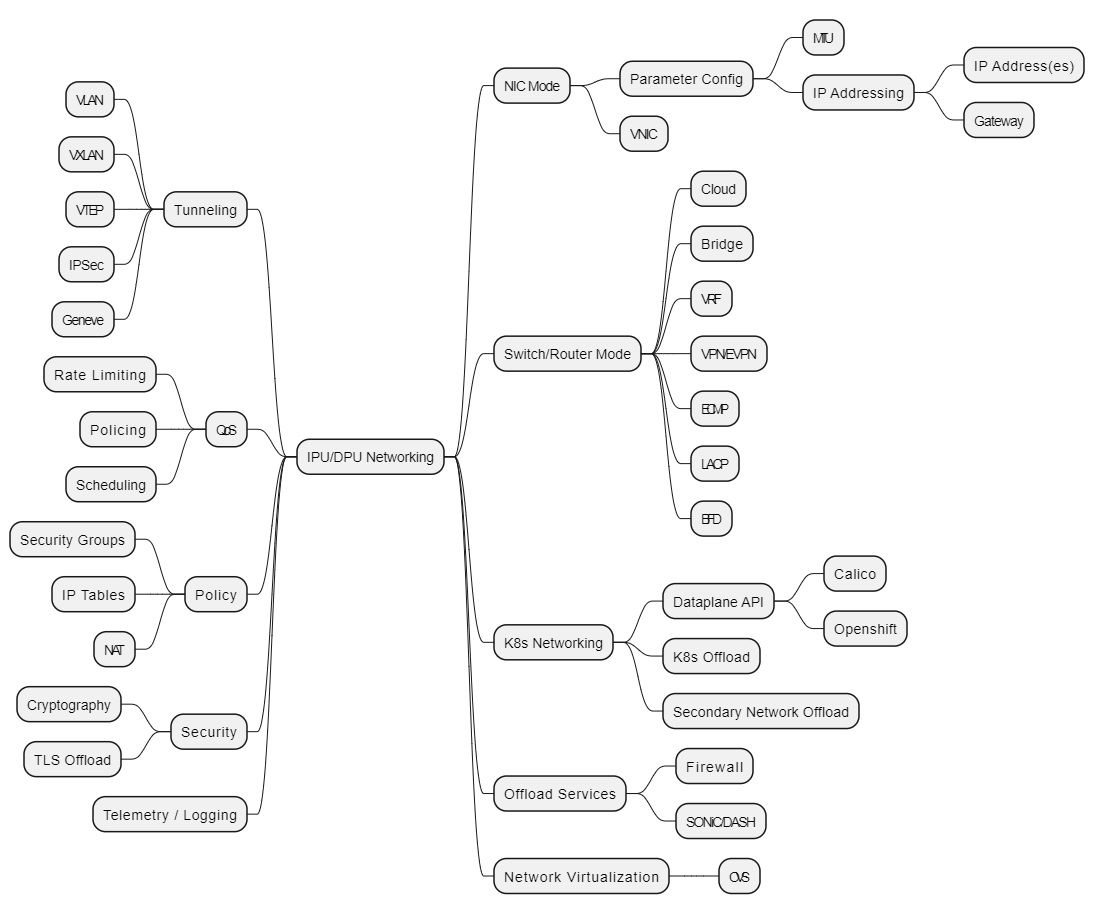 IPU/DPU Networking
NIC Mode
Parameter Config
MTU
IP Addressing
IP Address(es)
Gateway
VNIC
Switch/Router Mode
Cloud
Bridge
VRF
VPN/EVPN
ECMP
LACP
BFD
K8s Networking
Dataplane API
Calico
Openshift
K8s Offload
Secondary Network Offload
Offload Services
Firewall
SONiC/DASH
Network Virtualization
OVS
Tunneling
VLAN
VXLAN
VTEP
IPSec
Geneve
QoS
Rate Limiting
Policing
Scheduling
Policy
Security Groups
IP Tables
NAT
Security
Cryptography
TLS Offload
Telemetry / Logging